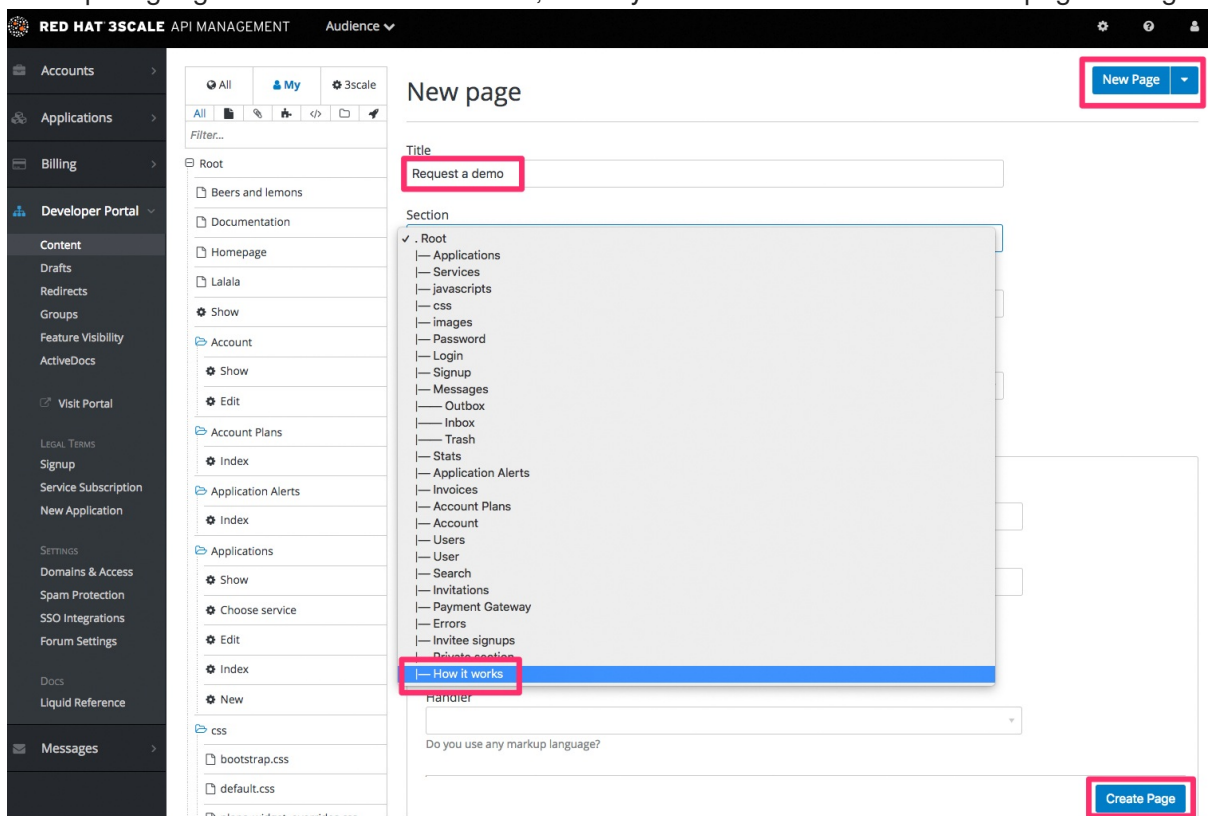 RED HAT 3SCALE API MANAGEMENT Audience
Accounts
Applications
Billing
Developer Portal
Content
Drafts
Redirects
Groups
Feature Visibility
ActiveDocs
Visit Portal
LEGAL TERMS
Signup
Service Subscription
New Application
SETTINGS
Domains & Access
Spam Protection
SSO Integrations
Forum Settings
DOCS
Liquid Reference
Messages
All My 3scale
All
Filter...
Root
Beers and lemons
Documentation
Homepage
Lalala
Show
Account
Show
Edit
Account Plans
Index
Application Alerts
Index
Applications
Show
Choose service
Edit
Index
New
css
bootstrap.css
default.css
New page
New Page
Title
Request a demo
Section
✓ . Root
|— Applications
|— Services
|— javascripts
|— css
|— images
|— Password
|— Login
|— Signup
|— Messages
|—— Outbox
|—— Inbox
|—— Trash
|— Stats
|— Application Alerts
|— Invoices
|— Account Plans
|— Account
|— Users
|— User
|— Search
|— Invitations
|— Payment Gateway
|— Errors
|— Invitee signups
|— Private section
|— How it works
Handler
Do you use any markup language?
Create Page